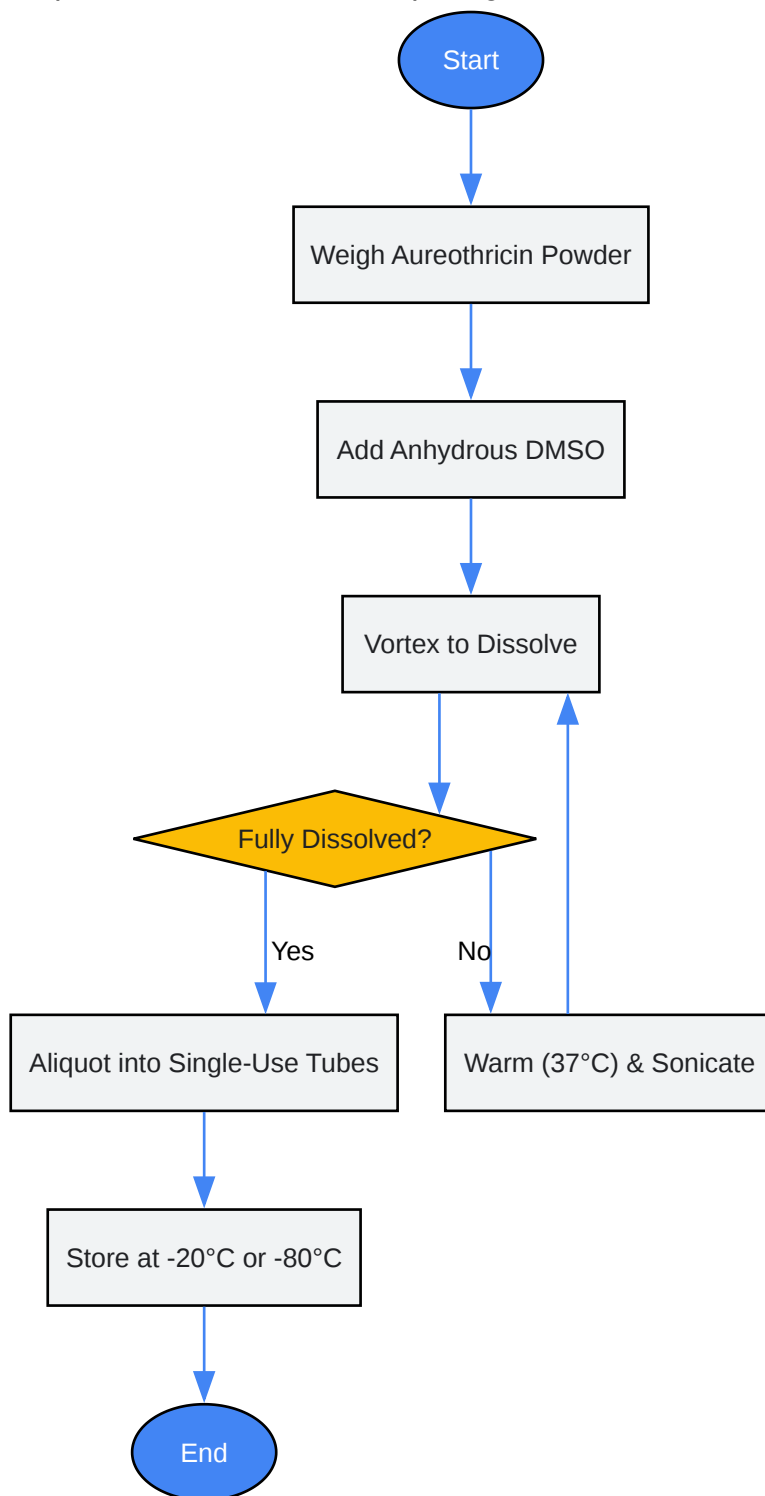 Start
Weigh Aureothricin Powder
Add Anhydrous DMSO
Vortex to Dissolve
Fully Dissolved?
Yes
No
Aliquot into Single-Use Tubes
Warm (37°C) & Sonicate
Store at -20°C or -80°C
End